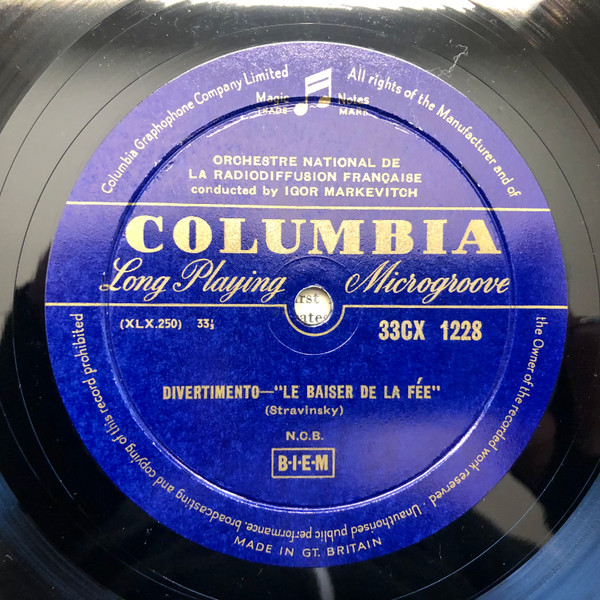 Columbia Graphophone Company Limited
All rights of the Manufacturer and of
the Owner of the recorded work reserved · Unauthorised public performance, broadcasting and copying of this record prohibited
Magic Notes
TRADE MARK
ORCHESTRE NATIONAL DE
LA RADIODIFFUSION FRANÇAISE
conducted by IGOR MARKEVITCH
COLUMBIA
Long Playing Microgroove
(XLX.250) 33⅓
33CX 1228
DIVERTIMENTO—"LE BAISER DE LA FÉE"
(Stravinsky)
N.C.B.
B·I·E·M
MADE IN GT. BRITAIN